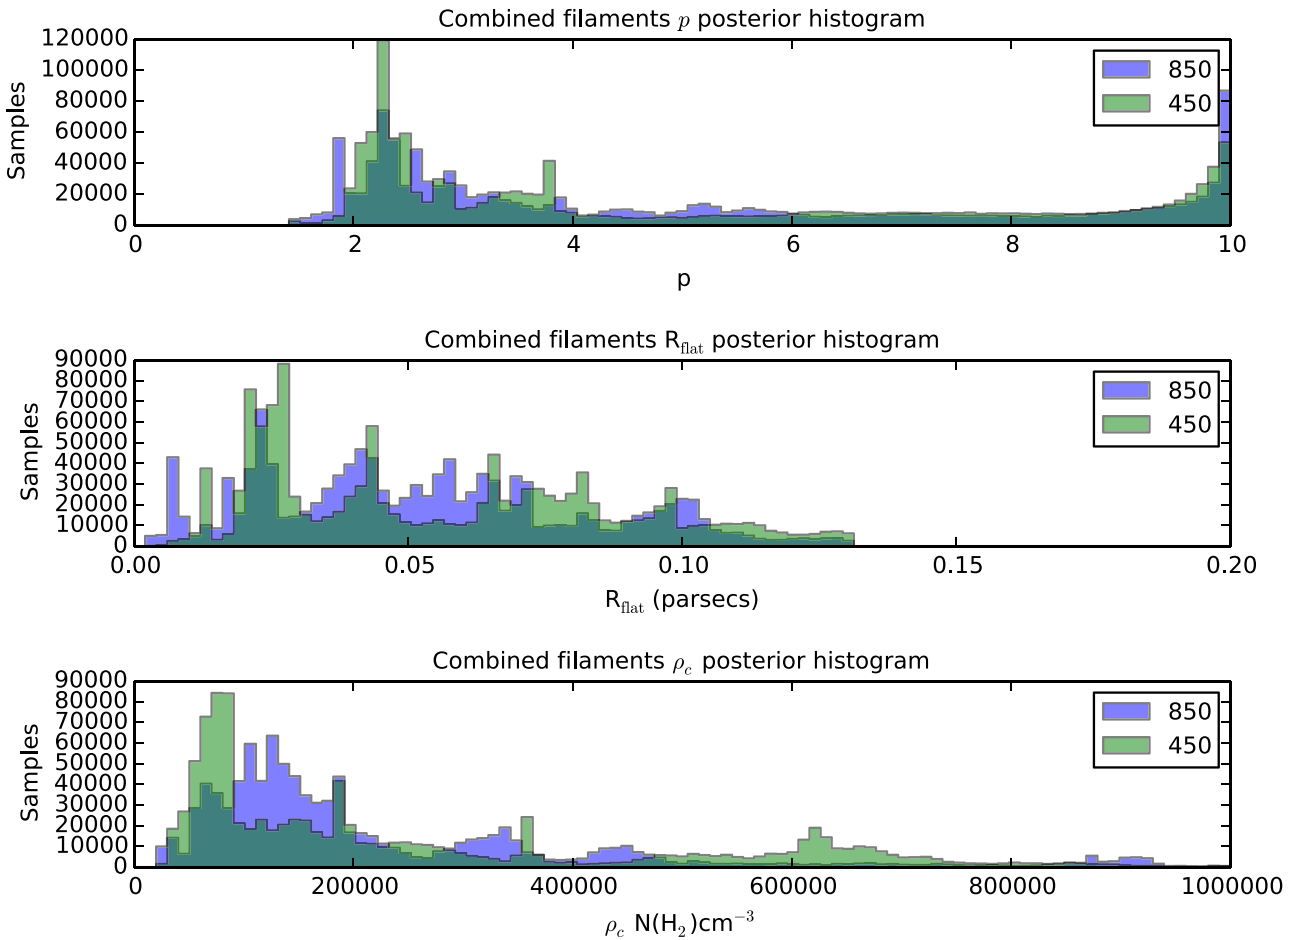 Combined filaments p posterior histogram
120000
100000
80000
60000
40000
20000
0
Samples
850
450
0 2 4 6 8 10
p
Combined filaments R_flat posterior histogram
90000
80000
70000
60000
50000
40000
30000
20000
10000
0
Samples
850
450
0.00 0.05 0.10 0.15 0.20
R_flat (parsecs)
Combined filaments ρ_c posterior histogram
90000
80000
70000
60000
50000
40000
30000
20000
10000
0
Samples
850
450
0 200000 400000 600000 800000 1000000
ρ_c N(H₂)cm⁻³